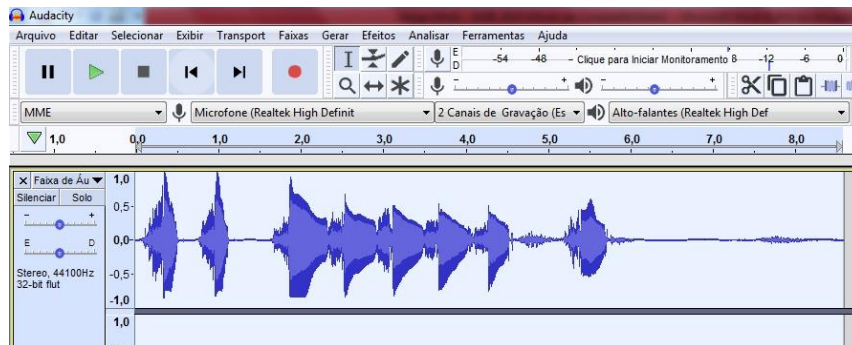 Audacity
Arquivo Editar Selecionar Exibir Transport Faixas Gerar Efeitos Analisar Ferramentas Ajuda
E D -54 -48 - Clique para Iniciar Monitoramento 8 -12 -6 0
- + - +
MME Microfone (Realtek High Definit 2 Canais de Gravação (Es Alto-falantes (Realtek High Def
1,0 0,0 1,0 2,0 3,0 4,0 5,0 6,0 7,0 8,0
X Faixa de Áu 1,0
Silenciar Solo 0,5-
- +
E D 0,0-
Stereo, 44100Hz -0,5-
32-bit flut
-1,0
1,0